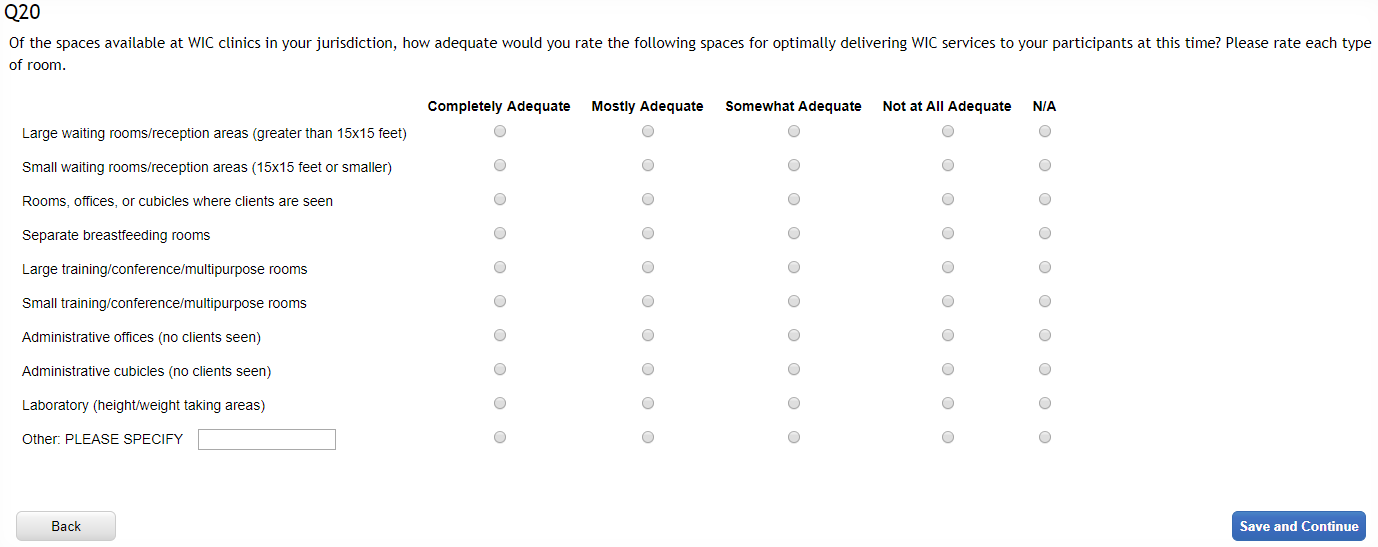 Q20
Of the spaces available at WIC clinics in your jurisdiction, how adequate would you rate the following spaces for optimally delivering WIC services to your participants at this time? Please rate each type
of room.
Completely Adequate Mostly Adequate Somewhat Adequate Not at All Adequate N/A
Large waiting rooms/reception areas (greater than 15x15 feet)
Small waiting rooms/reception areas (15x15 feet or smaller)
Rooms, offices, or cubicles where clients are seen
Separate breastfeeding rooms
Large training/conference/multipurpose rooms
Small training/conference/multipurpose rooms
Administrative offices (no clients seen)
Administrative cubicles (no clients seen)
Laboratory (height/weight taking areas)
Other: PLEASE SPECIFY
Back Save and Continue